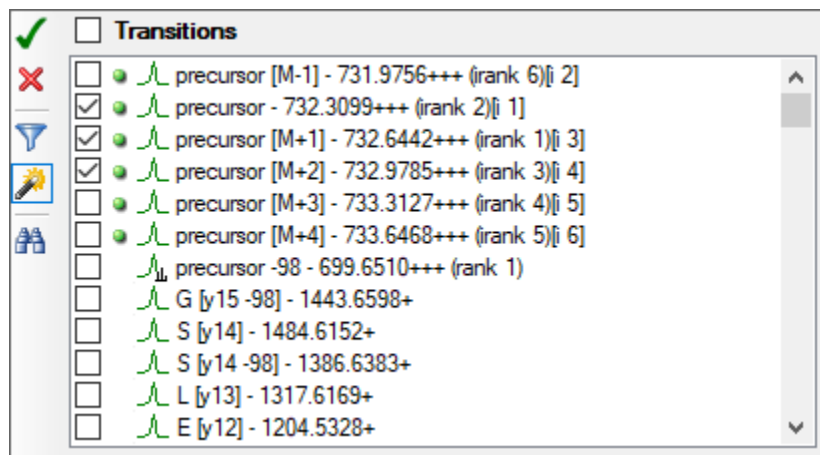 Transitions
precursor [M-1] - 731.9756+++ (irank 6)[i 2]
precursor - 732.3099+++ (irank 2)[i 1]
precursor [M+1] - 732.6442+++ (irank 1)[i 3]
precursor [M+2] - 732.9785+++ (irank 3)[i 4]
precursor [M+3] - 733.3127+++ (irank 4)[i 5]
precursor [M+4] - 733.6468+++ (irank 5)[i 6]
precursor -98 - 699.6510+++ (rank 1)
G [y15 -98] - 1443.6598+
S [y14] - 1484.6152+
S [y14 -98] - 1386.6383+
L [y13] - 1317.6169+
E [y12] - 1204.5328+